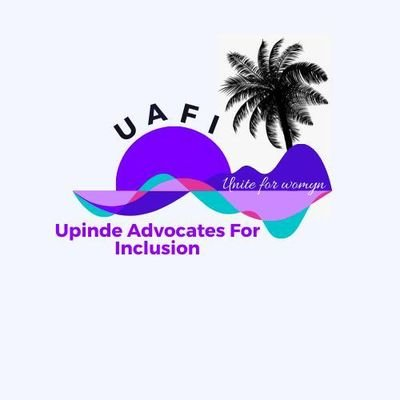 UAFI
Unite for womyn
Upinde Advocates For
Inclusion